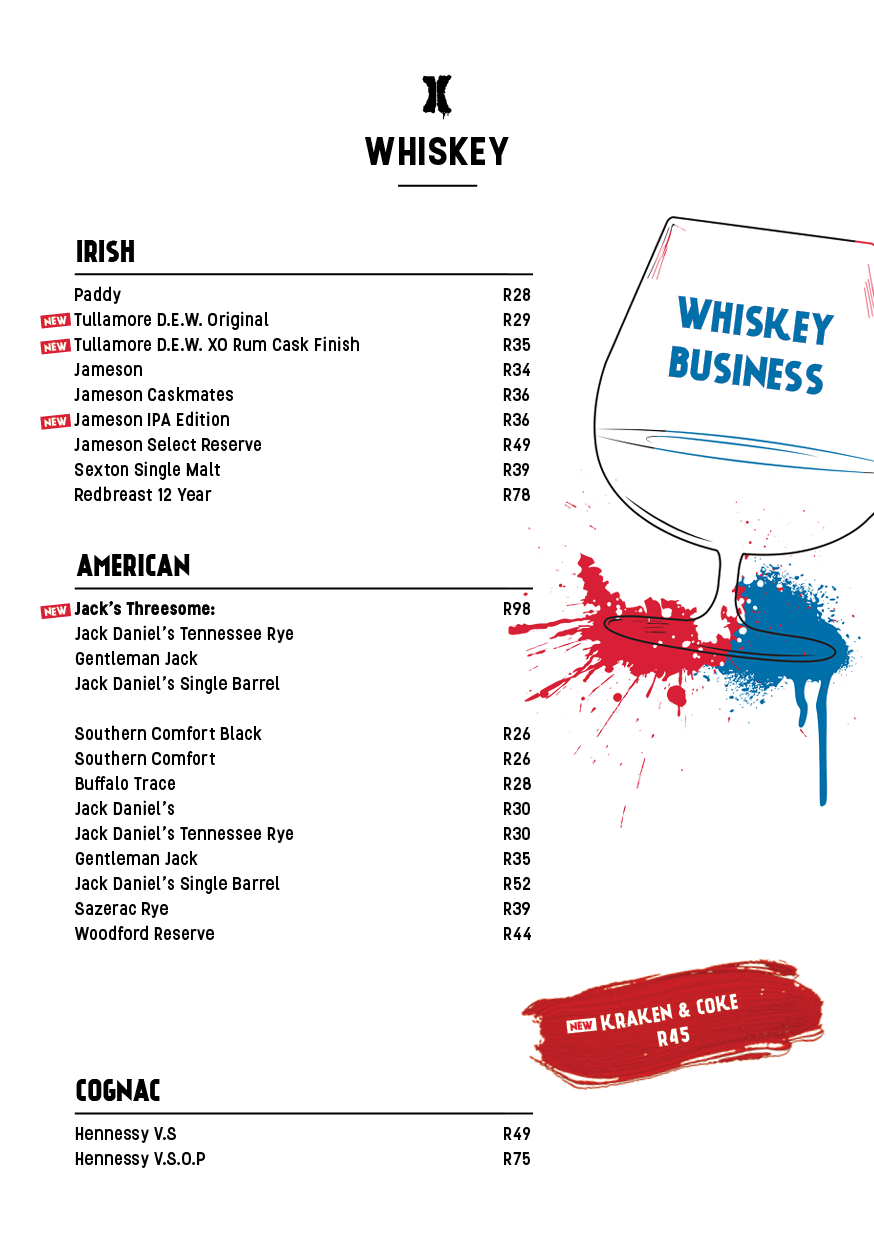 WHISKEY
IRISH
Paddy R28
NEW Tullamore D.E.W. Original R29
NEW Tullamore D.E.W. XO Rum Cask Finish R35
Jameson R34
Jameson Caskmates R36
NEW Jameson IPA Edition R36
Jameson Select Reserve R49
Sexton Single Malt R39
Redbreast 12 Year R78
WHISKEY
BUSINESS
AMERICAN
NEW Jack's Threesome: R98
Jack Daniel's Tennessee Rye
Gentleman Jack
Jack Daniel's Single Barrel
Southern Comfort Black R26
Southern Comfort R26
Buffalo Trace R28
Jack Daniel's R30
Jack Daniel's Tennessee Rye R30
Gentleman Jack R35
Jack Daniel's Single Barrel R52
Sazerac Rye R39
Woodford Reserve R44
NEW KRAKEN & COKE
R45
COGNAC
Hennessy V.S R49
Hennessy V.S.O.P R75